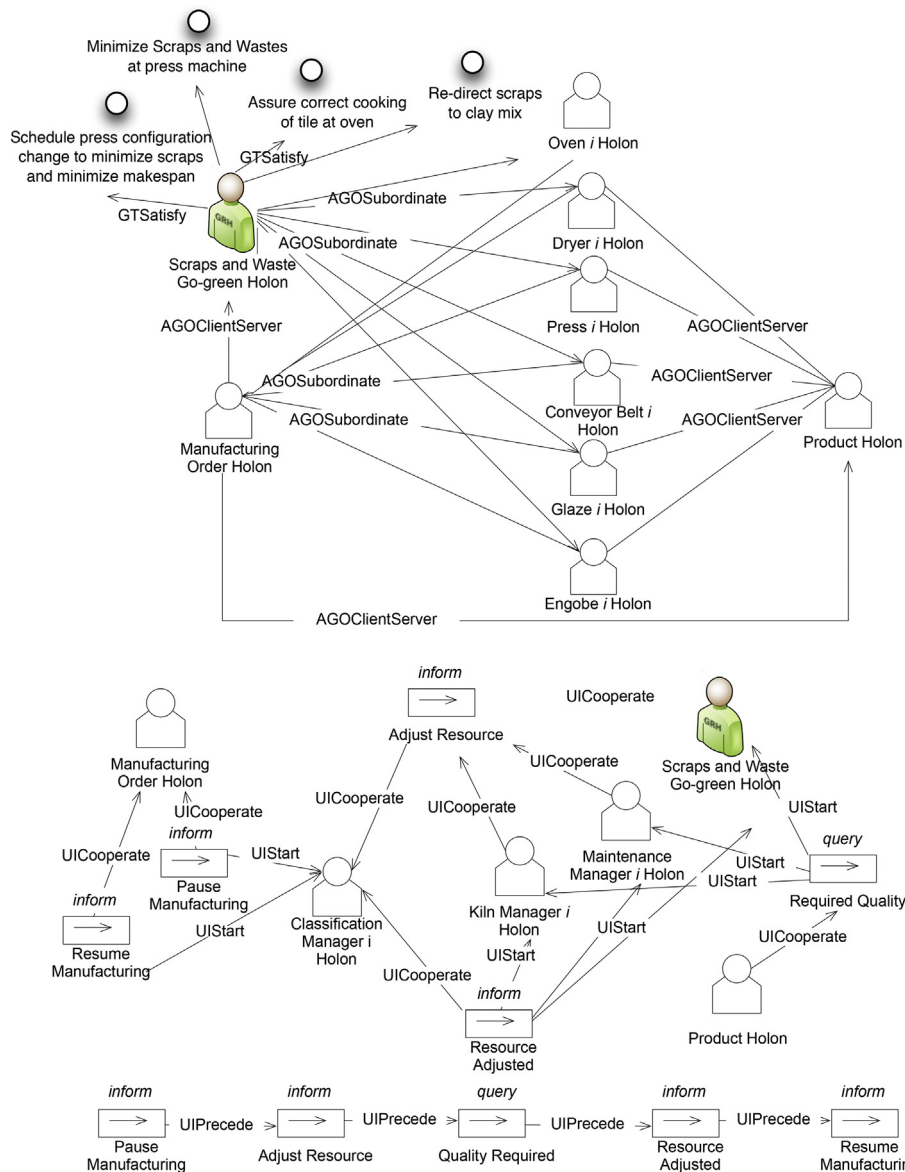 Minimize Scraps and Wastes
at press machine
Assure correct cooking
of tile at oven
Re-direct scraps
to clay mix
Schedule press configuration
change to minimize scraps
and minimize makespan
GTSatisfy
GTSatisfy
GRH
Scraps and Waste
Go-green Holon
Oven i Holon
AGOSubordinate
Dryer i Holon
AGOSubordinate
Press i Holon
AGOClientServer
AGOClientServer
AGOSubordinate
AGOClientServer
Conveyor Belt i
Holon
AGOSubordinate
AGOClientServer
Manufacturing
Order Holon
Product Holon
Glaze i Holon
Engobe i Holon
AGOClientServer
inform
Adjust Resource
UICooperate
GRH
Scraps and Waste
Go-green Holon
Manufacturing
Order Holon
UICooperate
UICooperate
UICooperate
UICooperate
UIStart
inform
Pause
Manufacturing
UIStart
UICooperate
inform
Resume
Manufacturing
UIStart
Classification
Manager i
Holon
Kiln Manager i
Holon
Maintenance
Manager i Holon
UIStart
UIStart
query
Required Quality
UICooperate
UIStart
UIStart
UICooperate
inform
Resource
Adjusted
Product Holon
inform
Pause
Manufacturing
UIPrecede
inform
Adjust Resource
UIPrecede
query
Quality Required
UIPrecede
inform
Resource
Adjusted
UIPrecede
inform
Resume
Manufacturi